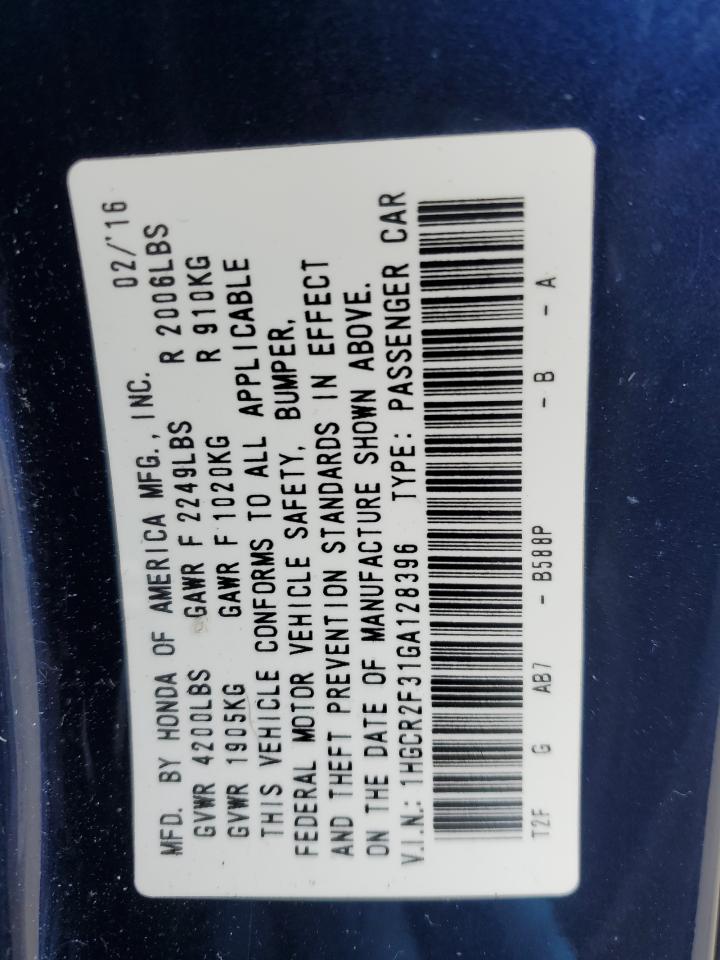 MFD. BY HONDA OF AMERICA MFG., INC. 02/'16
GVWR 4200LBS GAWR F 2249LBS R 2006LBS
GVWR 1905KG GAWR F 1020KG R 910KG
THIS VEHICLE CONFORMS TO ALL APPLICABLE
FEDERAL MOTOR VEHICLE SAFETY, BUMPER,
AND THEFT PREVENTION STANDARDS IN EFFECT
ON THE DATE OF MANUFACTURE SHOWN ABOVE.
V.I.N.: 1HGCR2F31GA128396 TYPE: PASSENGER CAR
T2F G AB7 - B588P - B - A